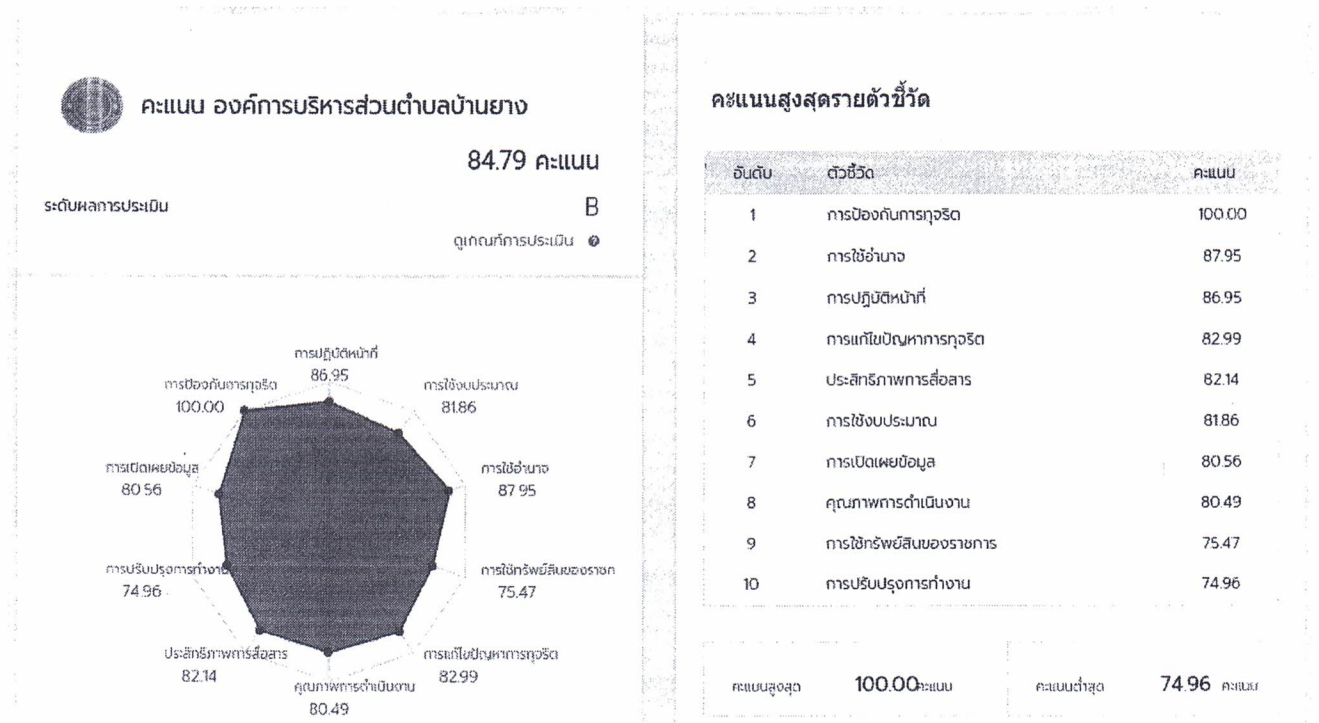 คะแนน องค์การบริหารส่วนตำบลบ้านยาง
84.79 คะแนน
ระดับผลการประเมิน B
ดูเกณฑ์การประเมิน
การปฏิบัติหน้าที่
86.95
การป้องกันการทุจริต
100.00
การใช้งบประมาณ
81.86
การเปิดเผยข้อมูล
80.56
การใช้อำนาจ
87.95
การปรับปรุงการทำงาน
74.96
การใช้ทรัพย์สินของราชก
75.47
ประสิทธิภาพการสื่อสาร
82.14
การแก้ไขปัญหาการทุจริต
82.99
คุณภาพการดำเนินงาน
80.49
คะแนนสูงสุดรายตัวชี้วัด
อันดับ ตัวชี้วัด คะแนน
1 การป้องกันการทุจริต 100.00
2 การใช้อำนาจ 87.95
3 การปฏิบัติหน้าที่ 86.95
4 การแก้ไขปัญหาการทุจริต 82.99
5 ประสิทธิภาพการสื่อสาร 82.14
6 การใช้งบประมาณ 81.86
7 การเปิดเผยข้อมูล 80.56
8 คุณภาพการดำเนินงาน 80.49
9 การใช้ทรัพย์สินของราชการ 75.47
10 การปรับปรุงการทำงาน 74.96
คะแนนสูงสุด 100.00 คะแนน คะแนนต่ำสุด 74.96 คะแนน